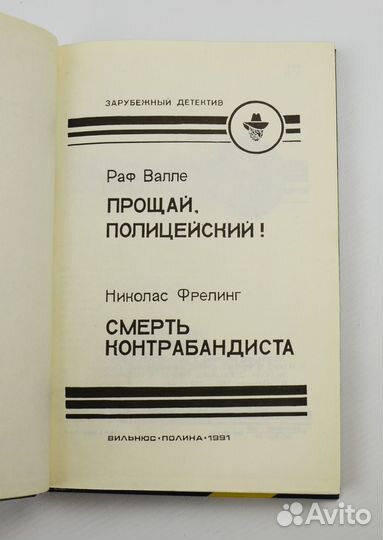 ЗАРУБЕЖНЫЙ ДЕТЕКТИВ
Раф Валле
ПРОЩАЙ,
ПОЛИЦЕЙСКИЙ!
Николас Фрелинг
СМЕРТЬ
КОНТРАБАНДИСТА
ВИЛЬНЮС•ПОЛИНА•1991
Avito